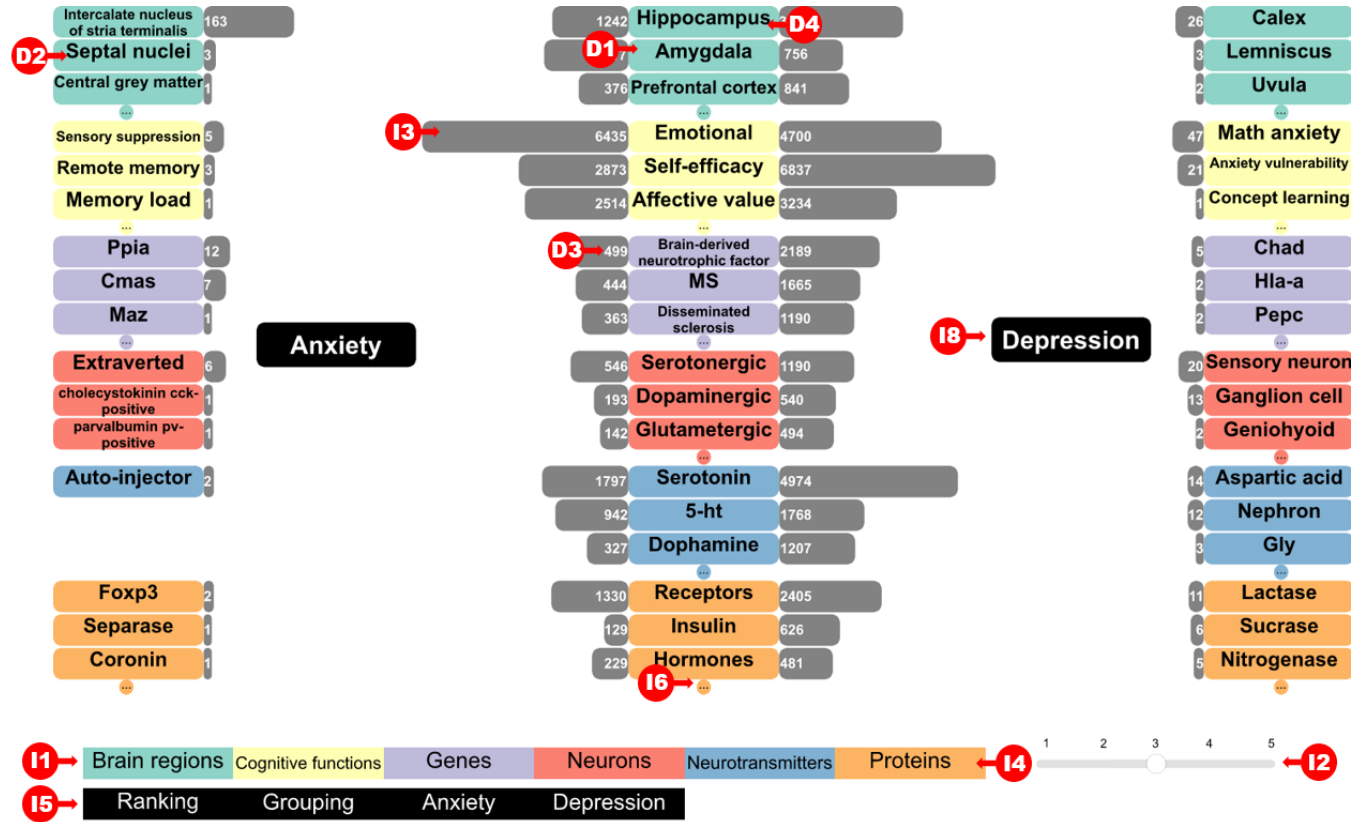 Intercalate nucleus
of stria terminalis
163
D2
Septal nuclei
3
Central grey matter
1
...
Sensory suppression
5
Remote memory
3
Memory load
1
...
Ppia
12
Cmas
7
Maz
1
...
Extraverted
6
cholecystokinin cck-
positive
1
parvalbumin pv-
positive
1
Auto-injector
2
Foxp3
2
Separase
1
Coronin
1
...
Anxiety
1242
Hippocampus
D4
D1
Amygdala
756
376
Prefrontal cortex
841
...
I3
6435
Emotional
4700
2873
Self-efficacy
6837
2514
Affective value
3234
...
D3
499
Brain-derived
neurotrophic factor
2189
444
MS
1665
363
Disseminated
sclerosis
1190
...
546
Serotonergic
1190
193
Dopaminergic
540
142
Glutametergic
494
...
1797
Serotonin
4974
942
5-ht
1768
327
Dophamine
1207
...
1330
Receptors
2405
129
Insulin
626
229
Hormones
481
I6
...
I8
Depression
26
Calex
3
Lemniscus
2
Uvula
...
47
Math anxiety
21
Anxiety vulnerability
1
Concept learning
...
5
Chad
2
Hla-a
2
Pepc
...
20
Sensory neuron
13
Ganglion cell
2
Geniohyoid
...
14
Aspartic acid
12
Nephron
3
Gly
...
11
Lactase
6
Sucrase
5
Nitrogenase
...
I1
Brain regions
Cognitive functions
Genes
Neurons
Neurotransmitters
Proteins
I4
1 2 3 4 5
I2
I5
Ranking
Grouping
Anxiety
Depression